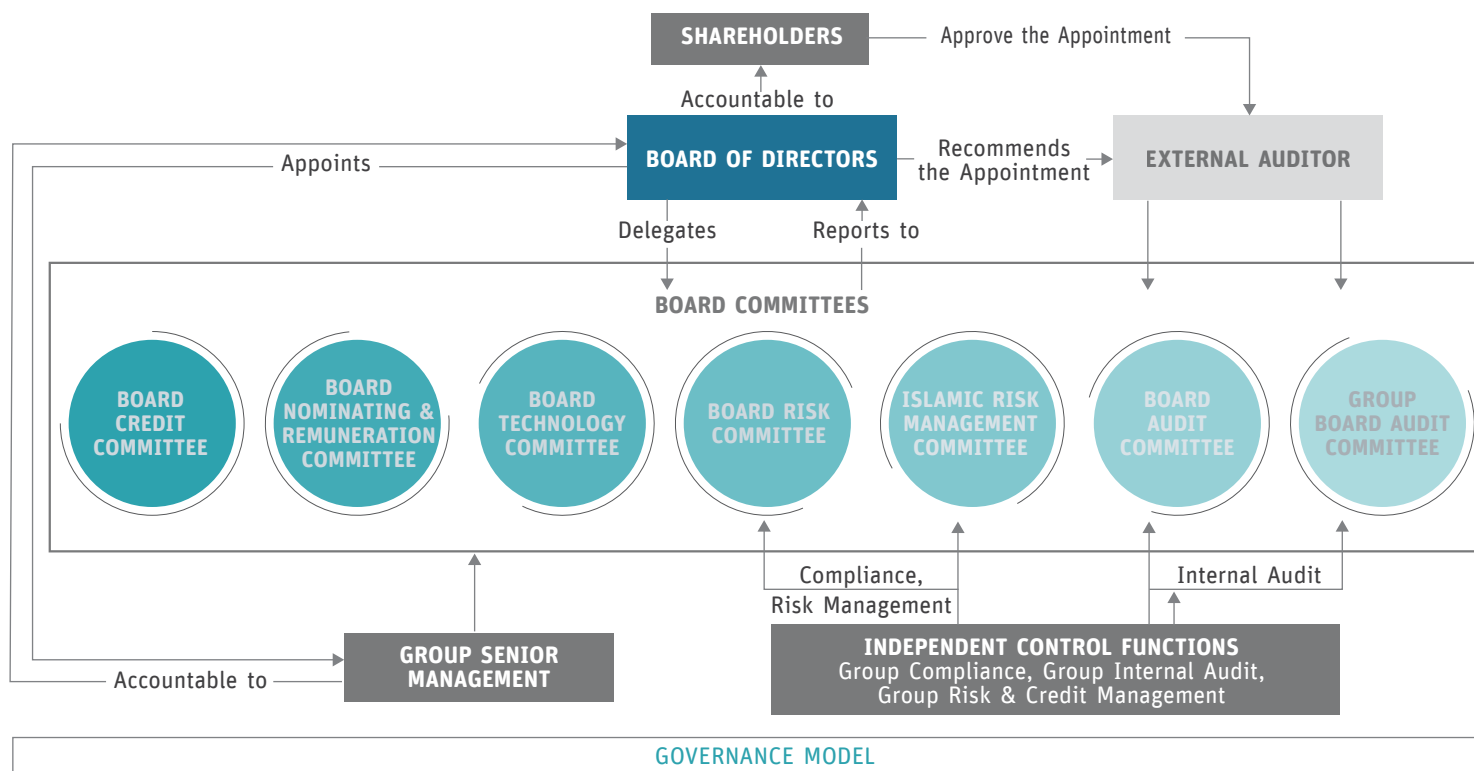 SHAREHOLDERS
Approve the Appointment
Accountable to
BOARD OF DIRECTORS
Appoints
Recommends
the Appointment
EXTERNAL AUDITOR
Delegates
Reports to
BOARD COMMITTEES
BOARD
CREDIT
COMMITTEE
BOARD
NOMINATING &
REMUNERATION
COMMITTEE
BOARD
TECHNOLOGY
COMMITTEE
BOARD RISK
COMMITTEE
ISLAMIC RISK
MANAGEMENT
COMMITTEE
BOARD
AUDIT
COMMITTEE
GROUP
BOARD AUDIT
COMMITTEE
Compliance,
Risk Management
Internal Audit
GROUP SENIOR
MANAGEMENT
Accountable to
INDEPENDENT CONTROL FUNCTIONS
Group Compliance, Group Internal Audit,
Group Risk & Credit Management
GOVERNANCE MODEL